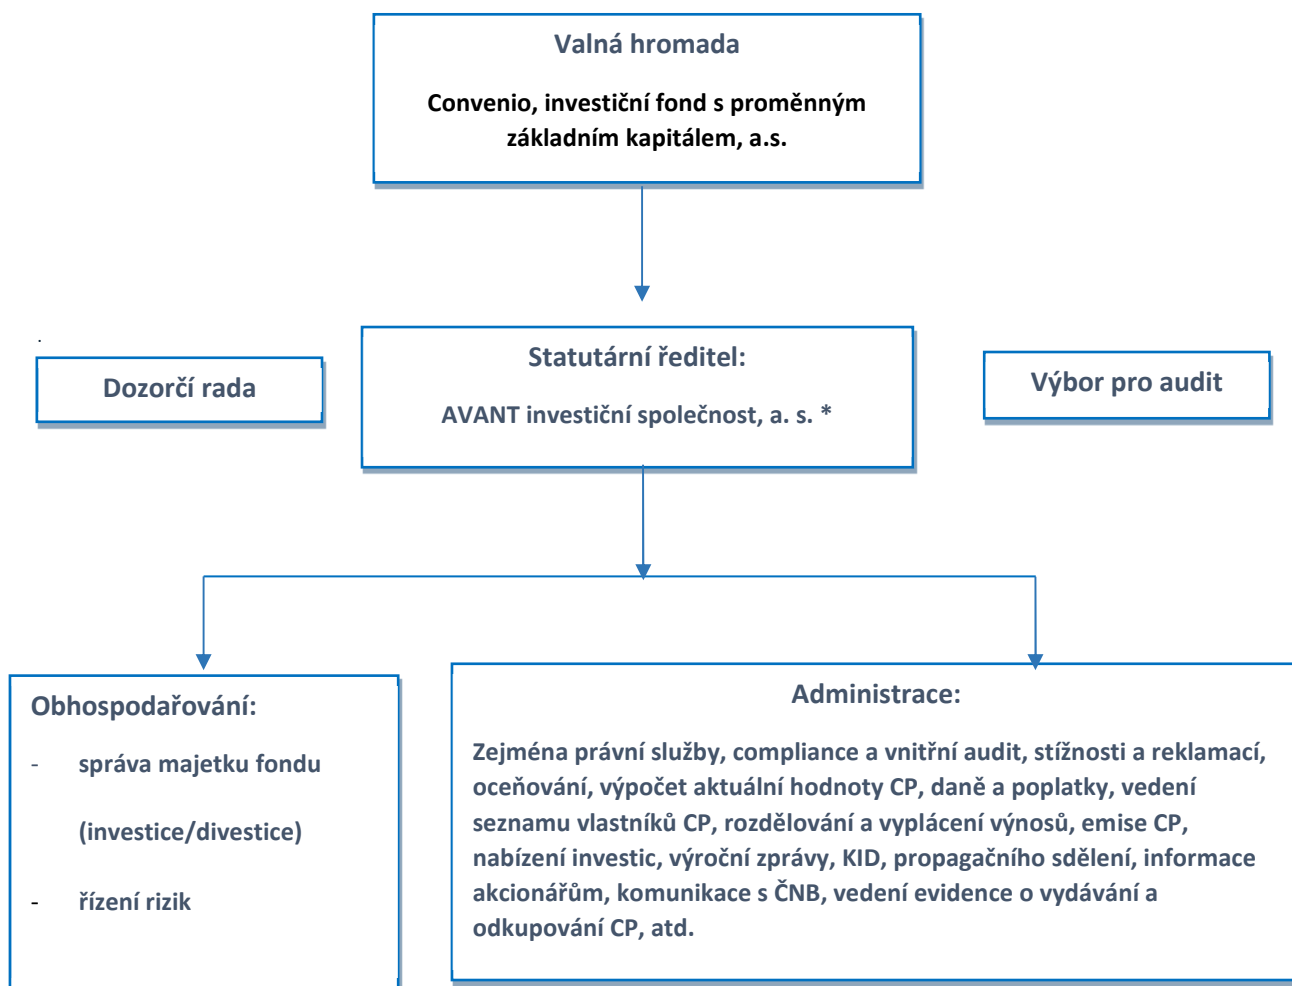 Valná hromada
Convenio, investiční fond s proměnným
základním kapitálem, a.s.
.
Dozorčí rada
Statutární ředitel:
AVANT investiční společnost, a. s. *
Výbor pro audit
Obhospodařování:
- správa majetku fondu
(investice/divestice)
- řízení rizik
Administrace:
Zejména právní služby, compliance a vnitřní audit, stížnosti a reklamací,
oceňování, výpočet aktuální hodnoty CP, daně a poplatky, vedení
seznamu vlastníků CP, rozdělování a vyplácení výnosů, emise CP,
nabízení investic, výroční zprávy, KID, propagačního sdělení, informace
akcionářům, komunikace s ČNB, vedení evidence o vydávání a
odkupování CP, atd.